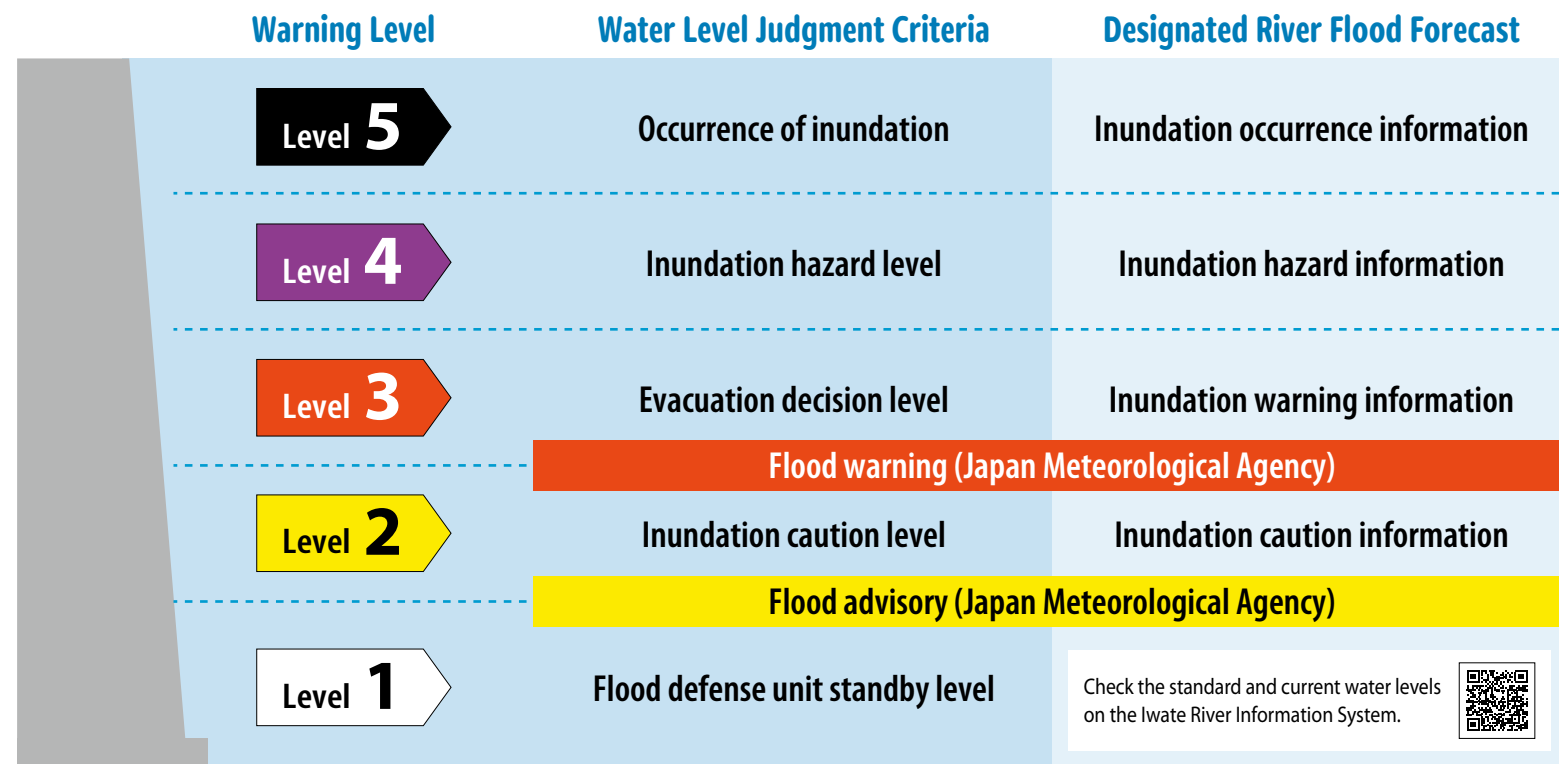 Warning Level Water Level Judgment Criteria Designated River Flood Forecast
Level 5 Occurrence of inundation Inundation occurrence information
Level 4 Inundation hazard level Inundation hazard information
Level 3 Evacuation decision level Inundation warning information
Flood warning (Japan Meteorological Agency)
Level 2 Inundation caution level Inundation caution information
Flood advisory (Japan Meteorological Agency)
Level 1 Flood defense unit standby level
Check the standard and current water levels
on the Iwate River Information System.